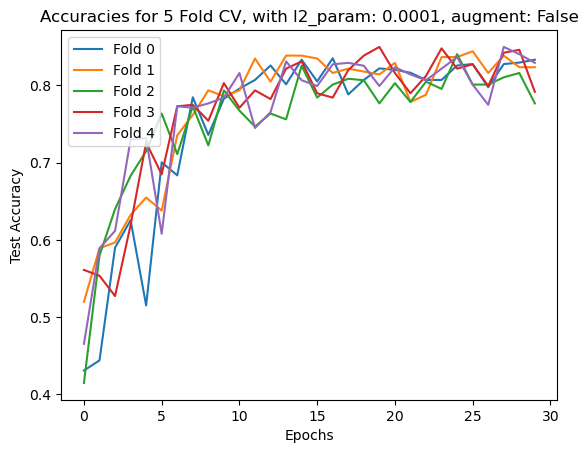 Accuracies for 5 Fold CV, with l2_param: 0.0001, augment: False
Fold 0
Fold 1
Fold 2
Fold 3
Fold 4
Test Accuracy
0.8
0.7
0.6
0.5
0.4
0 5 10 15 20 25 30
Epochs